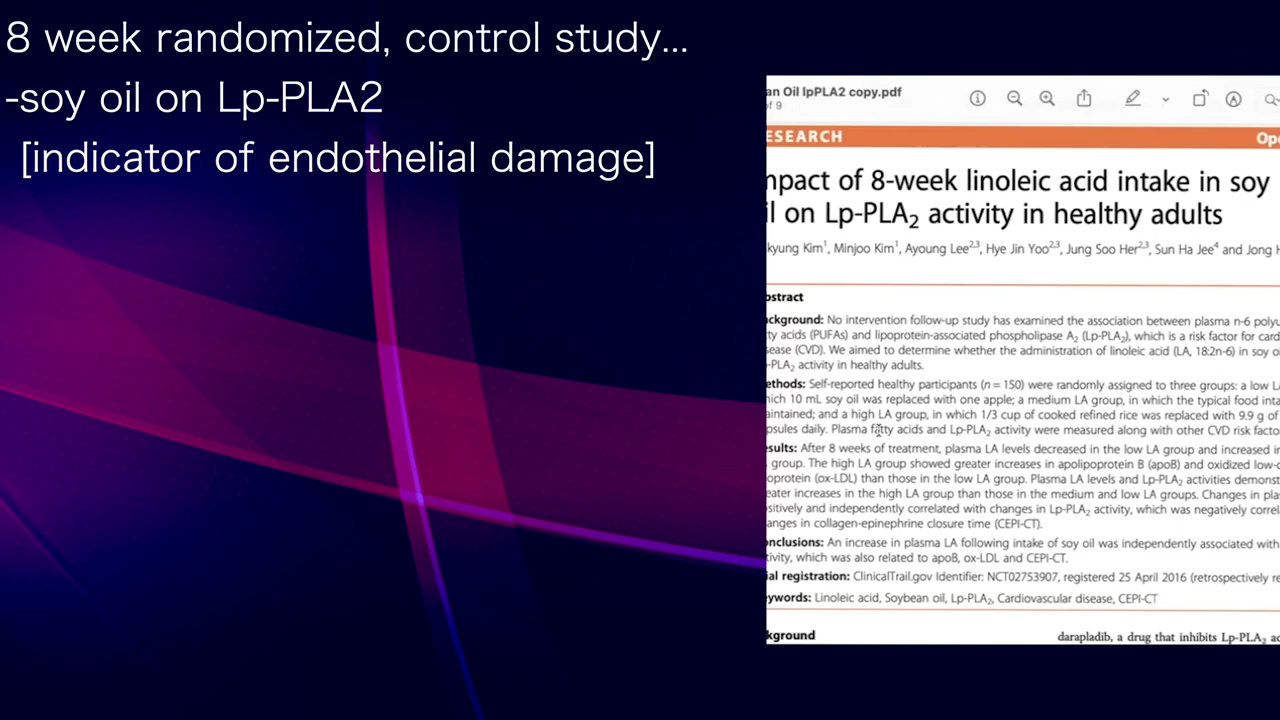 8 week randomized, control study...
-soy oil on Lp-PLA2
[indicator of endothelial damage]
an Oil lpPLA2 copy.pdf
of 9
ESEARCH
Ope
mpact of 8-week linoleic acid intake in soy
il on Lp-PLA₂ activity in healthy adults
kyung Kim¹, Minjoo Kim¹, Ayoung Lee²,³, Hye Jin Yoo²,³, Jung Soo Her²,³, Sun Ha Jee⁴ and Jong H
bstract
ckground: No intervention follow-up study has examined the association between plasma n-6 polyu
ty acids (PUFAs) and lipoprotein-associated phospholipase A₂ (Lp-PLA₂), which is a risk factor for card
ease (CVD). We aimed to determine whether the administration of linoleic acid (LA, 18:2n-6) in soy o
-PLA₂ activity in healthy adults.
ethods: Self-reported healthy participants (n = 150) were randomly assigned to three groups: a low LA
hich 10 mL soy oil was replaced with one apple; a medium LA group, in which the typical food inta
aintained; and a high LA group, in which 1/3 cup of cooked refined rice was replaced with 9.9 g of
psules daily. Plasma fatty acids and Lp-PLA₂ activity were measured along with other CVD risk facto
esults: After 8 weeks of treatment, plasma LA levels decreased in the low LA group and increased in
group. The high LA group showed greater increases in apolipoprotein B (apoB) and oxidized low-d
oprotein (ox-LDL) than those in the low LA group. Plasma LA levels and Lp-PLA₂ activities demonst
eater increases in the high LA group than those in the medium and low LA groups. Changes in plas
sitively and independently correlated with changes in Lp-PLA₂ activity, which was negatively correl
anges in collagen-epinephrine closure time (CEPI-CT).
nclusions: An increase in plasma LA following intake of soy oil was independently associated with
tivity, which was also related to apoB, ox-LDL and CEPI-CT.
ial registration: ClinicalTrail.gov Identifier: NCT02753907, registered 25 April 2016 (retrospectively re
eywords: Linoleic acid, Soybean oil, Lp-PLA₂, Cardiovascular disease, CEPI-CT
kground
darapladib, a drug that inhibits Lp-PLA₂ ac